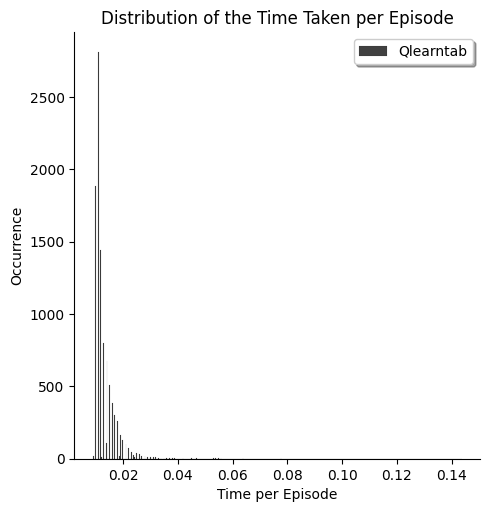 Distribution of the Time Taken per Episode
Qlearntab
2500
2000
1500
1000
500
0
Occurrence
0.02 0.04 0.06 0.08 0.10 0.12 0.14
Time per Episode